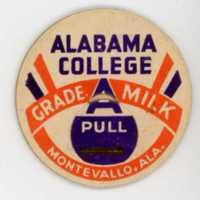 ALABAMA
COLLEGE
GRADE A MILK
PULL
MONTEVALLO, ALA.